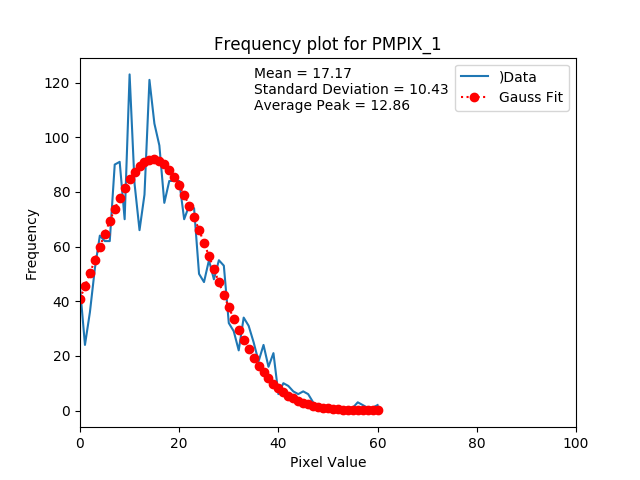 Frequency plot for PMPIX_1
Mean = 17.17
Standard Deviation = 10.43
Average Peak = 12.86
)Data
Gauss Fit
Frequency
120
100
80
60
40
20
0
0 20 40 60 80 100
Pixel Value